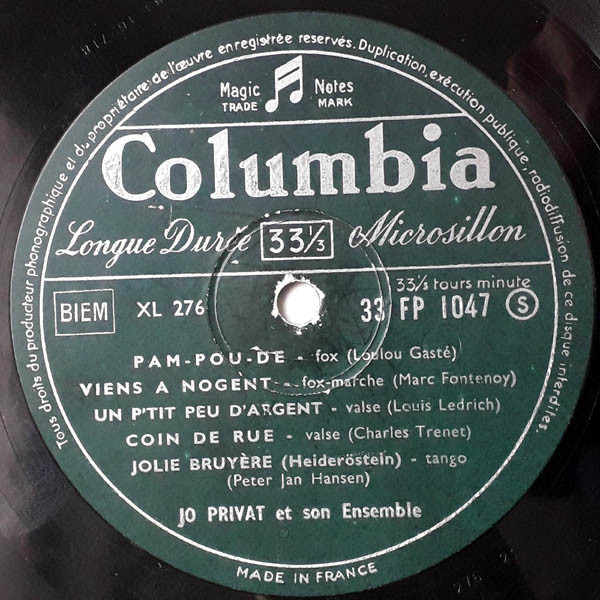 Tous droits du producteur phonographique et du propriétaire de l'œuvre enregistrée réservés. Duplication, exécution publique, radiodiffusion de ce disque interdites.
Magic Notes
TRADE MARK
Columbia
Longue Durée 33⅓ Microsillon
33⅓ tours minute
BIEM XL 276 33 FP 1047 S
PAM-POU-DE - fox (Loulou Gasté)
VIENS A NOGENT - fox-marche (Marc Fontenoy)
UN P'TIT PEU D'ARGENT - valse (Louis Ledrich)
COIN DE RUE - valse (Charles Trenet)
JOLIE BRUYÈRE (Heideröstein) - tango
(Peter Jan Hansen)
JO PRIVAT et son Ensemble
MADE IN FRANCE